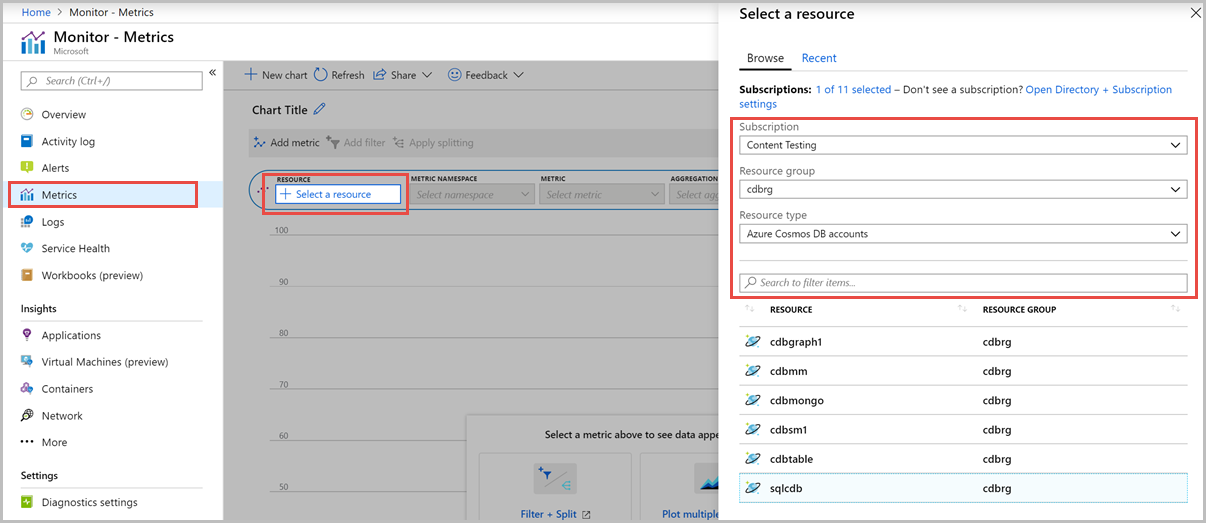 Home > Monitor - Metrics
Monitor - Metrics
Microsoft
Search (Ctrl+/)
«
Overview
Activity log
Alerts
Metrics
Logs
Service Health
Workbooks (preview)
Insights
Applications
Virtual Machines (preview)
Containers
Network
More
Settings
Diagnostics settings
New chart Refresh Share Feedback
Chart Title
Add metric Add filter Apply splitting
RESOURCE METRIC NAMESPACE METRIC AGGREGATION
Select a resource Select namespace Select metric Select
100
90
80
70
60
50
Select a metric above to see data
Filter + Split Plot
Select a resource
Browse Recent
Subscriptions: 1 of 11 selected – Don't see a subscription? Open Directory + Subscription
settings
Subscription
Content Testing
Resource group
cdbrg
Resource type
Azure Cosmos DB accounts
Search to filter items...
RESOURCE RESOURCE GROUP
cdbgraph1 cdbrg
cdbmm cdbrg
cdbmongo cdbrg
cdbsm1 cdbrg
cdbtable cdbrg
sqlcdb cdbrg